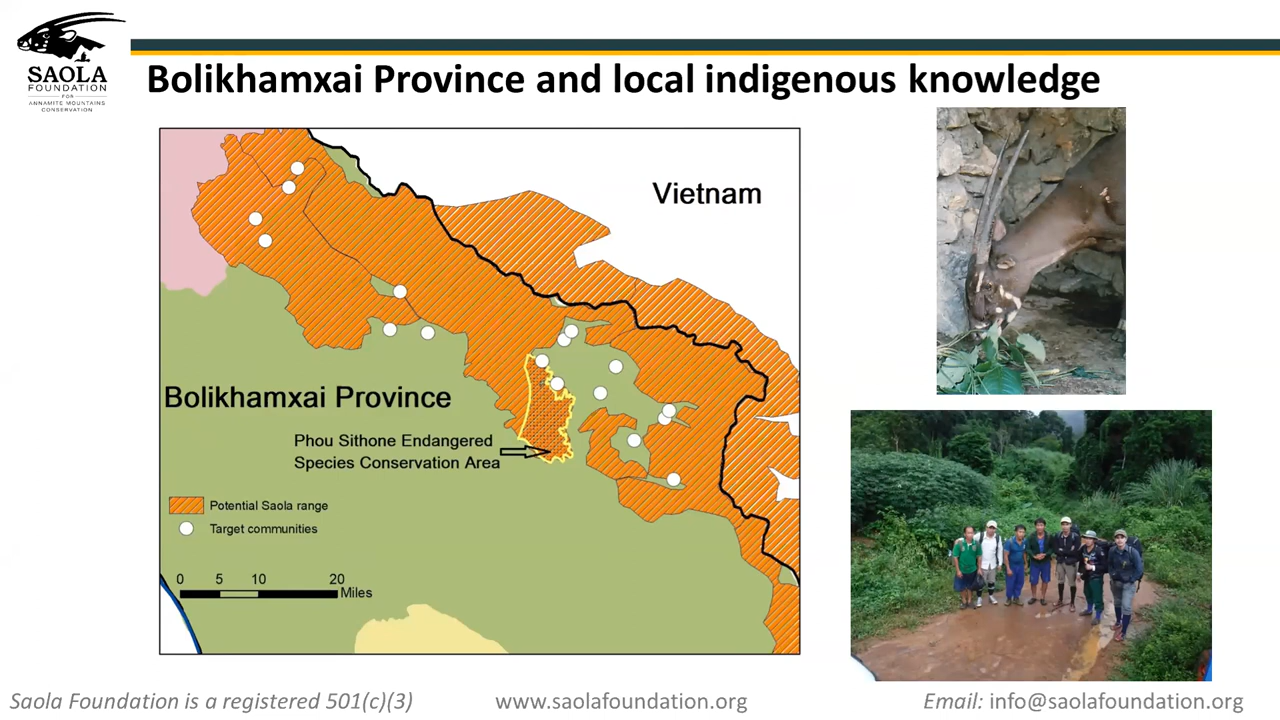 SAOLA
FOUNDATION
FOR
ANNAMITE MOUNTAINS
CONSERVATION
Bolikhamxai Province and local indigenous knowledge
Vietnam
Bolikhamxai Province
Phou Sithone Endangered
Species Conservation Area
Potential Saola range
Target communities
0 5 10 20
Miles
Saola Foundation is a registered 501(c)(3)
www.saolafoundation.org
Email: info@saolafoundation.org